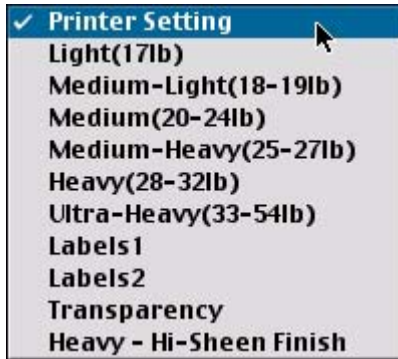 Printer Setting
Light(17lb)
Medium-Light(18-19lb)
Medium(20-24lb)
Medium-Heavy(25-27lb)
Heavy(28-32lb)
Ultra-Heavy(33-54lb)
Labels1
Labels2
Transparency
Heavy - Hi-Sheen Finish